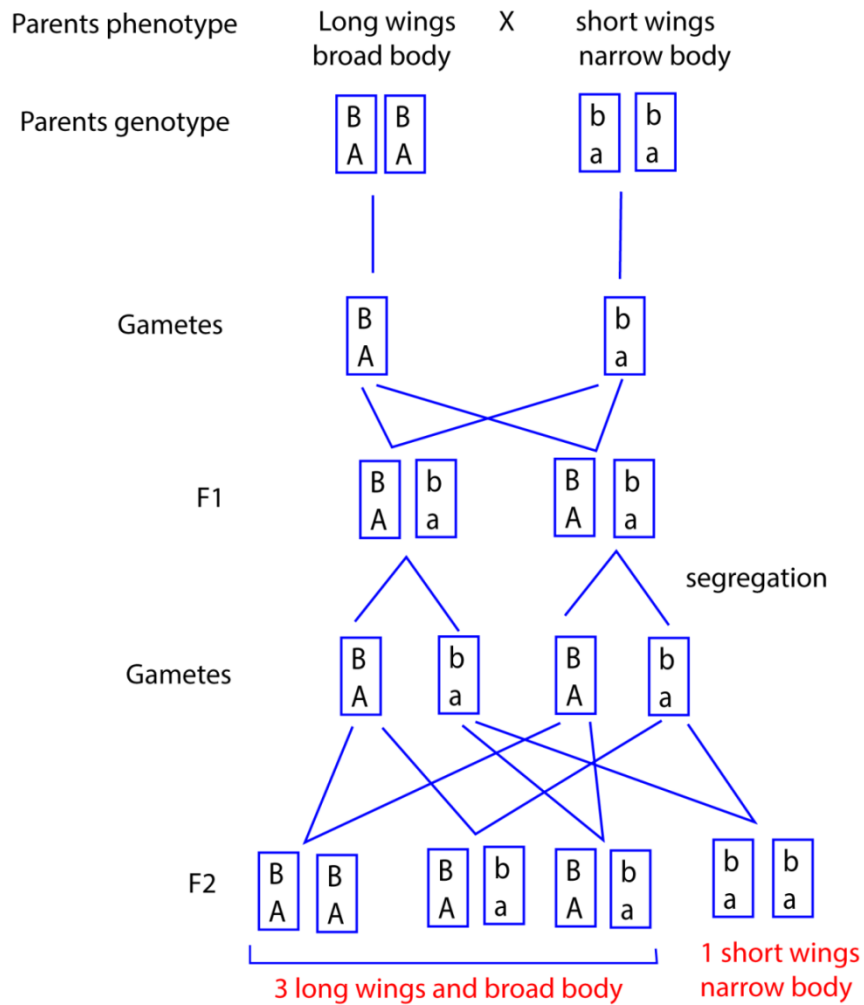 Parents phenotype Long wings X short wings
broad body narrow body
Parents genotype B B b b
A A a a
Gametes B b
A a
F1 B b B b
A a A a
segregation
Gametes B b B b
A a A a
F2 B B B b B b b b
A A A a A a a a
3 long wings and broad body
1 short wings
narrow body